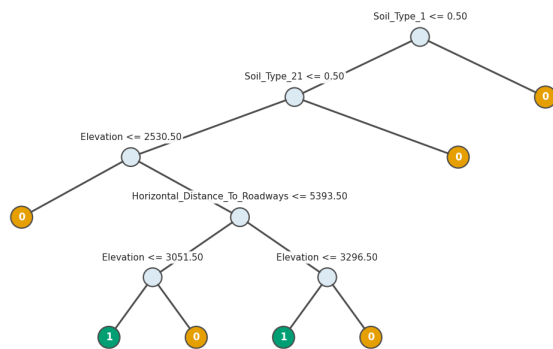 Soil_Type_1 <= 0.50
Soil_Type_21 <= 0.50
0
Elevation <= 2530.50
0
Horizontal_Distance_To_Roadways <= 5393.50
0
Elevation <= 3051.50
Elevation <= 3296.50
1
0
1
0